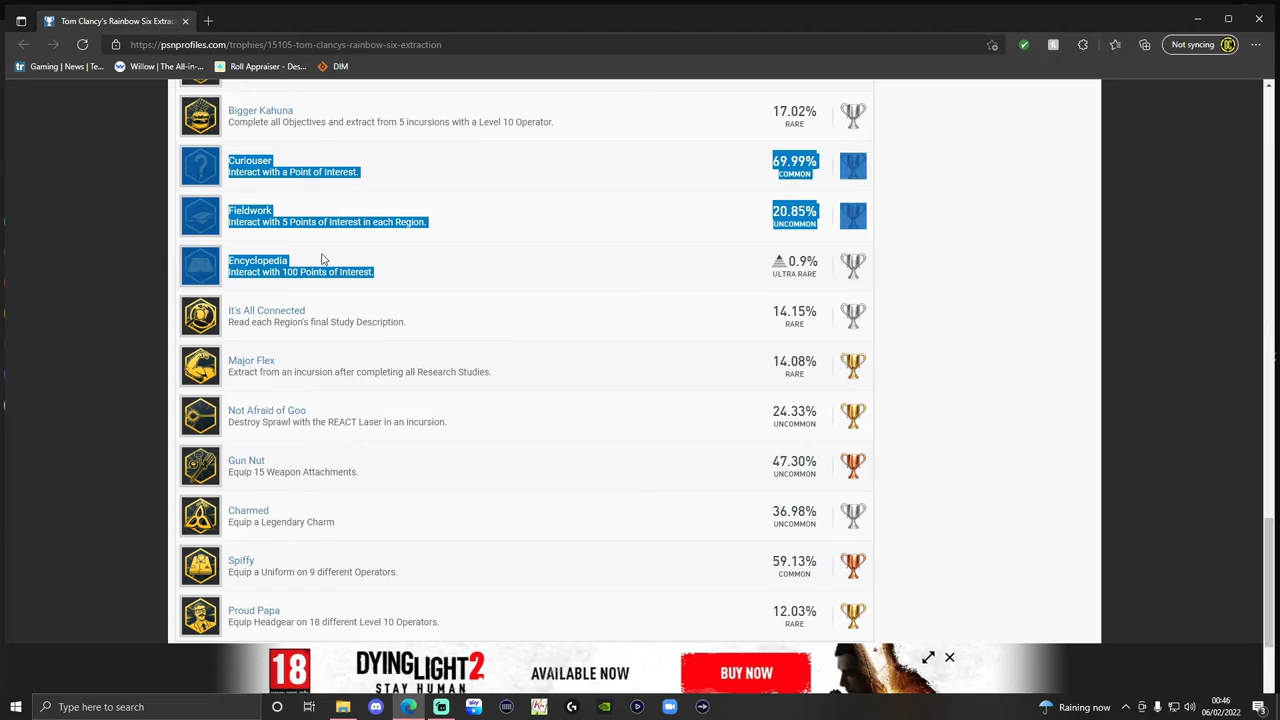 https://psnprofiles.com/trophies/15105-tom-clancys-rainbow-six-extraction
Not syncing
Gaming | News | Te...
Willow | The All-in-...
Roll Appraiser - Des...
DIM
Bigger Kahuna
Complete all Objectives and extract from 5 incursions with a Level 10 Operator.
17.02%
RARE
Curiouser
Interact with a Point of Interest.
69.99%
COMMON
Fieldwork
Interact with 5 Points of Interest in each Region.
20.85%
UNCOMMON
Encyclopedia
Interact with 100 Points of Interest.
0.9%
ULTRA RARE
It's All Connected
Read each Region's final Study Description.
14.15%
RARE
Major Flex
Extract from an incursion after completing all Research Studies.
14.08%
RARE
Not Afraid of Goo
Destroy Sprawl with the REACT Laser in an incursion.
24.33%
UNCOMMON
Gun Nut
Equip 15 Weapon Attachments.
47.30%
UNCOMMON
Charmed
Equip a Legendary Charm
36.98%
UNCOMMON
Spiffy
Equip a Uniform on 9 different Operators.
59.13%
COMMON
Proud Papa
Equip Headgear on 18 different Level 10 Operators.
12.03%
RARE
18
DYING LIGHT 2
STAY HUMAN
AVAILABLE NOW
BUY NOW
Type here to search
sky
Raining now
00:46
06/02/2022